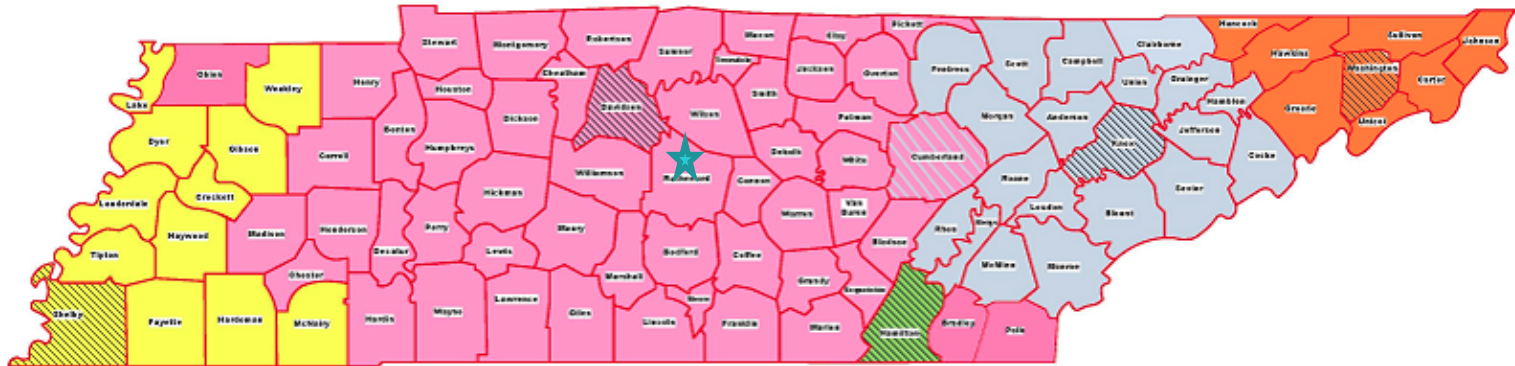 Stewart
Montgomery
Robertson
Sumner
Macon
Clay
Pickett
Hancock
Sullivan
Johnson
Claiborne
Hawkins
Washington
Carter
Obion
Weakley
Henry
Houston
Cheatham
Trousdale
Jackson
Overton
Fentress
Scott
Campbell
Union
Grainger
Hamblen
Greene
Unicoi
Lake
Dickson
Davidson
Wilson
Smith
Putnam
Morgan
Anderson
Knox
Jefferson
Cocke
Dyer
Gibson
Carroll
Benton
Humphreys
Williamson
Rutherford
Cannon
Dekalb
White
Cumberland
Roane
Loudon
Sevier
Blount
Crockett
Lauderdale
Haywood
Madison
Henderson
Decatur
Perry
Hickman
Lewis
Maury
Marshall
Bedford
Coffee
Warren
Van
Buren
Bledsoe
Rhea
Meigs
McMinn
Monroe
Tipton
Chester
Grundy
Sequatchie
Shelby
Fayette
Hardeman
McNairy
Hardin
Wayne
Lawrence
Giles
Lincoln
Moore
Franklin
Marion
Hamilton
Bradley
Polk